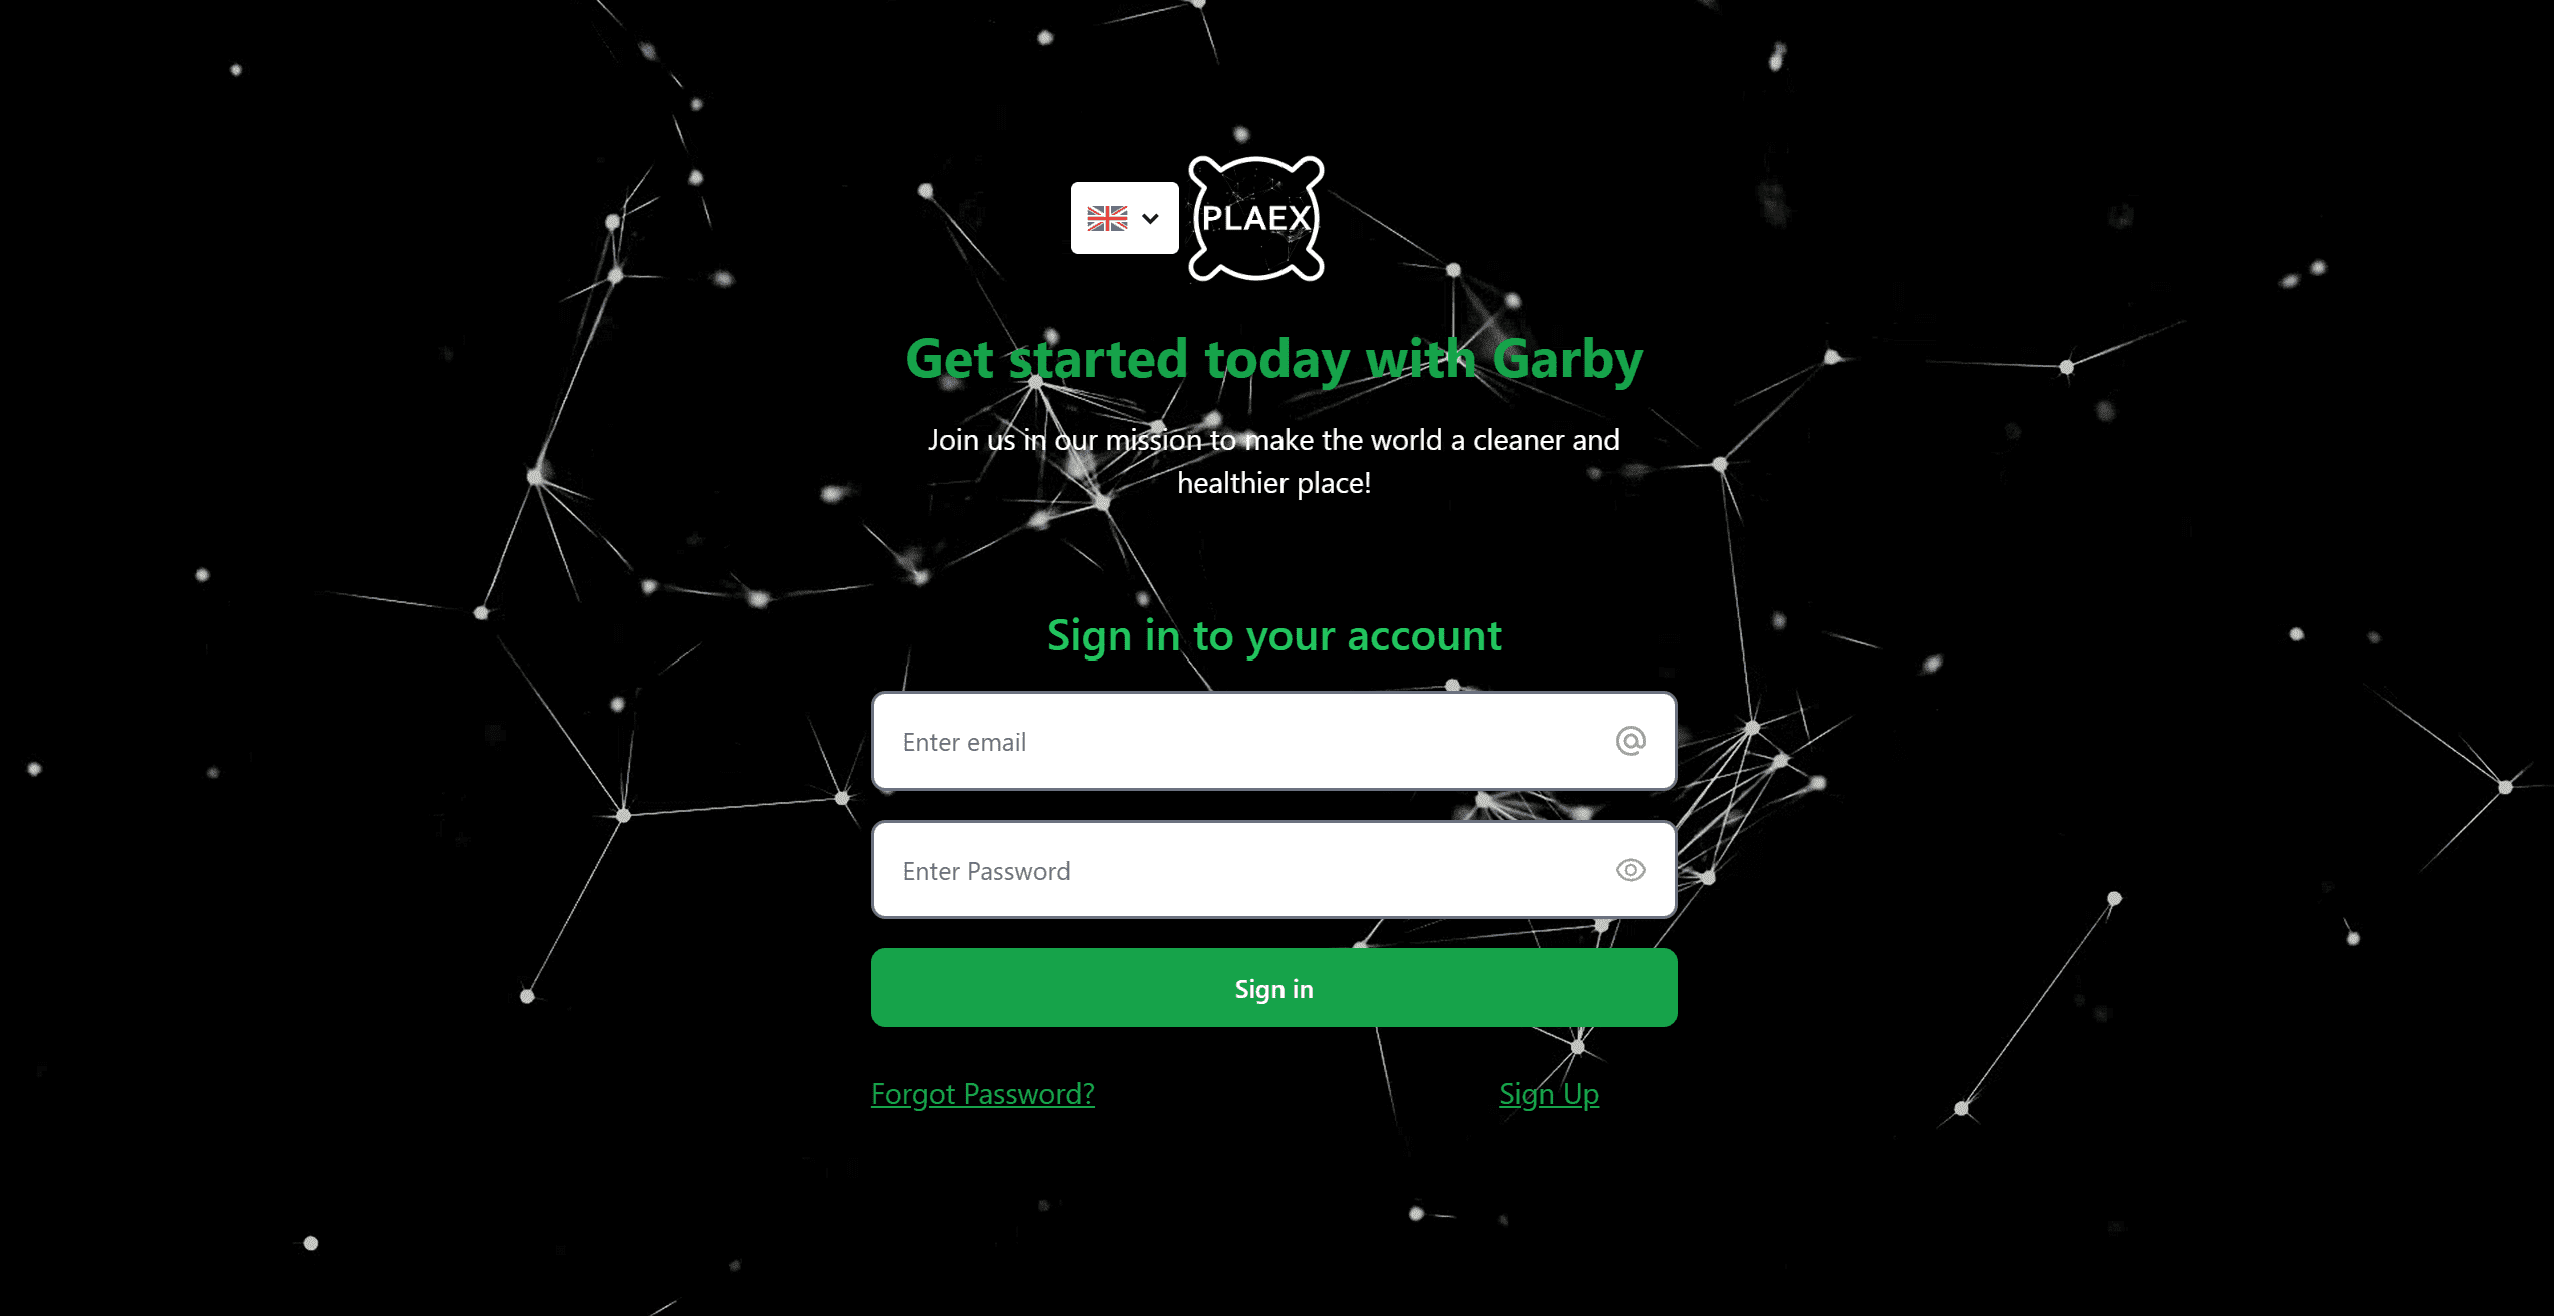 PLAEX
Get started today with Garby
Join us in our mission to make the world a cleaner and
healthier place!
Sign in to your account
Enter email
Enter Password
Sign in
Forgot Password?
Sign Up